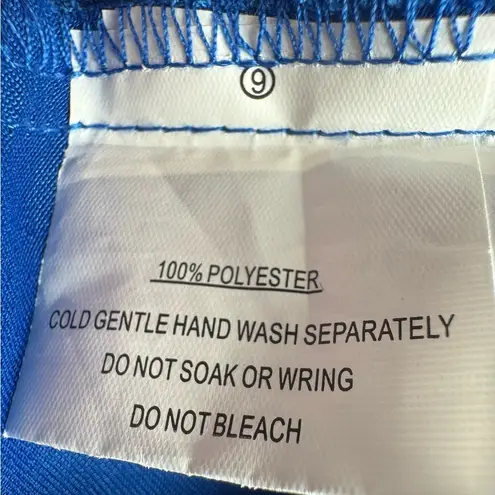 ⑨
100% POLYESTER
COLD GENTLE HAND WASH SEPARATELY
DO NOT SOAK OR WRING
DO NOT BLEACH